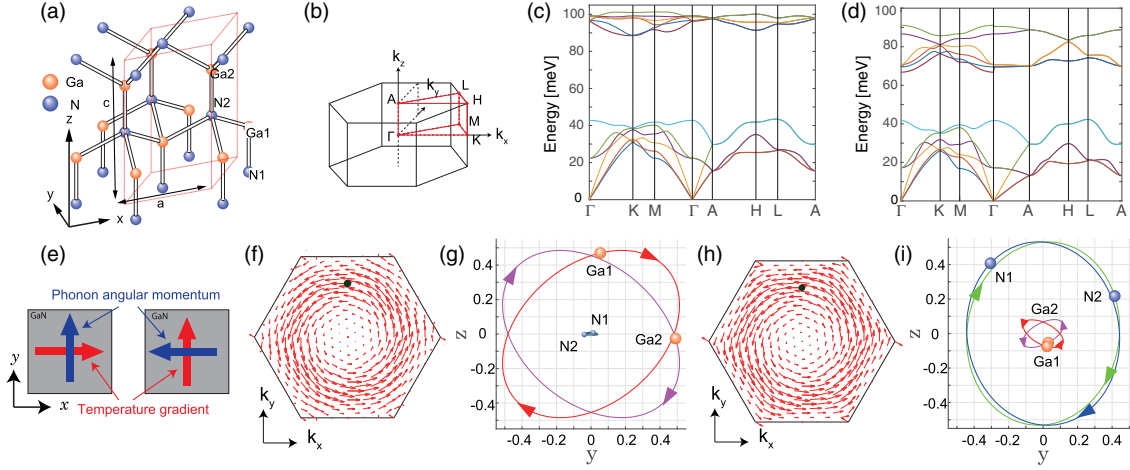 (a)
Ga
N
z
y
x
c
a
Ga2
N2
Ga1
N1
(b)
k_z
k_y
k_x
A
L
H
Γ
M
K
(c)
Energy [meV]
100
80
60
40
20
0
Γ K M Γ A H L A
(d)
Energy [meV]
100
80
60
40
20
0
Γ K M Γ A H L A
(e)
Phonon angular momentum
GaN
GaN
y
x
Temperature gradient
(f)
k_y
k_x
(g)
z
0.4
0.2
0
-0.2
-0.4
-0.4 -0.2 0 0.2 0.4
y
Ga1
N1
N2
Ga2
(h)
k_y
k_x
(i)
z
0.4
0.2
0
-0.2
-0.4
-0.4 -0.2 0 0.2 0.4
y
N1
N2
Ga2
Ga1